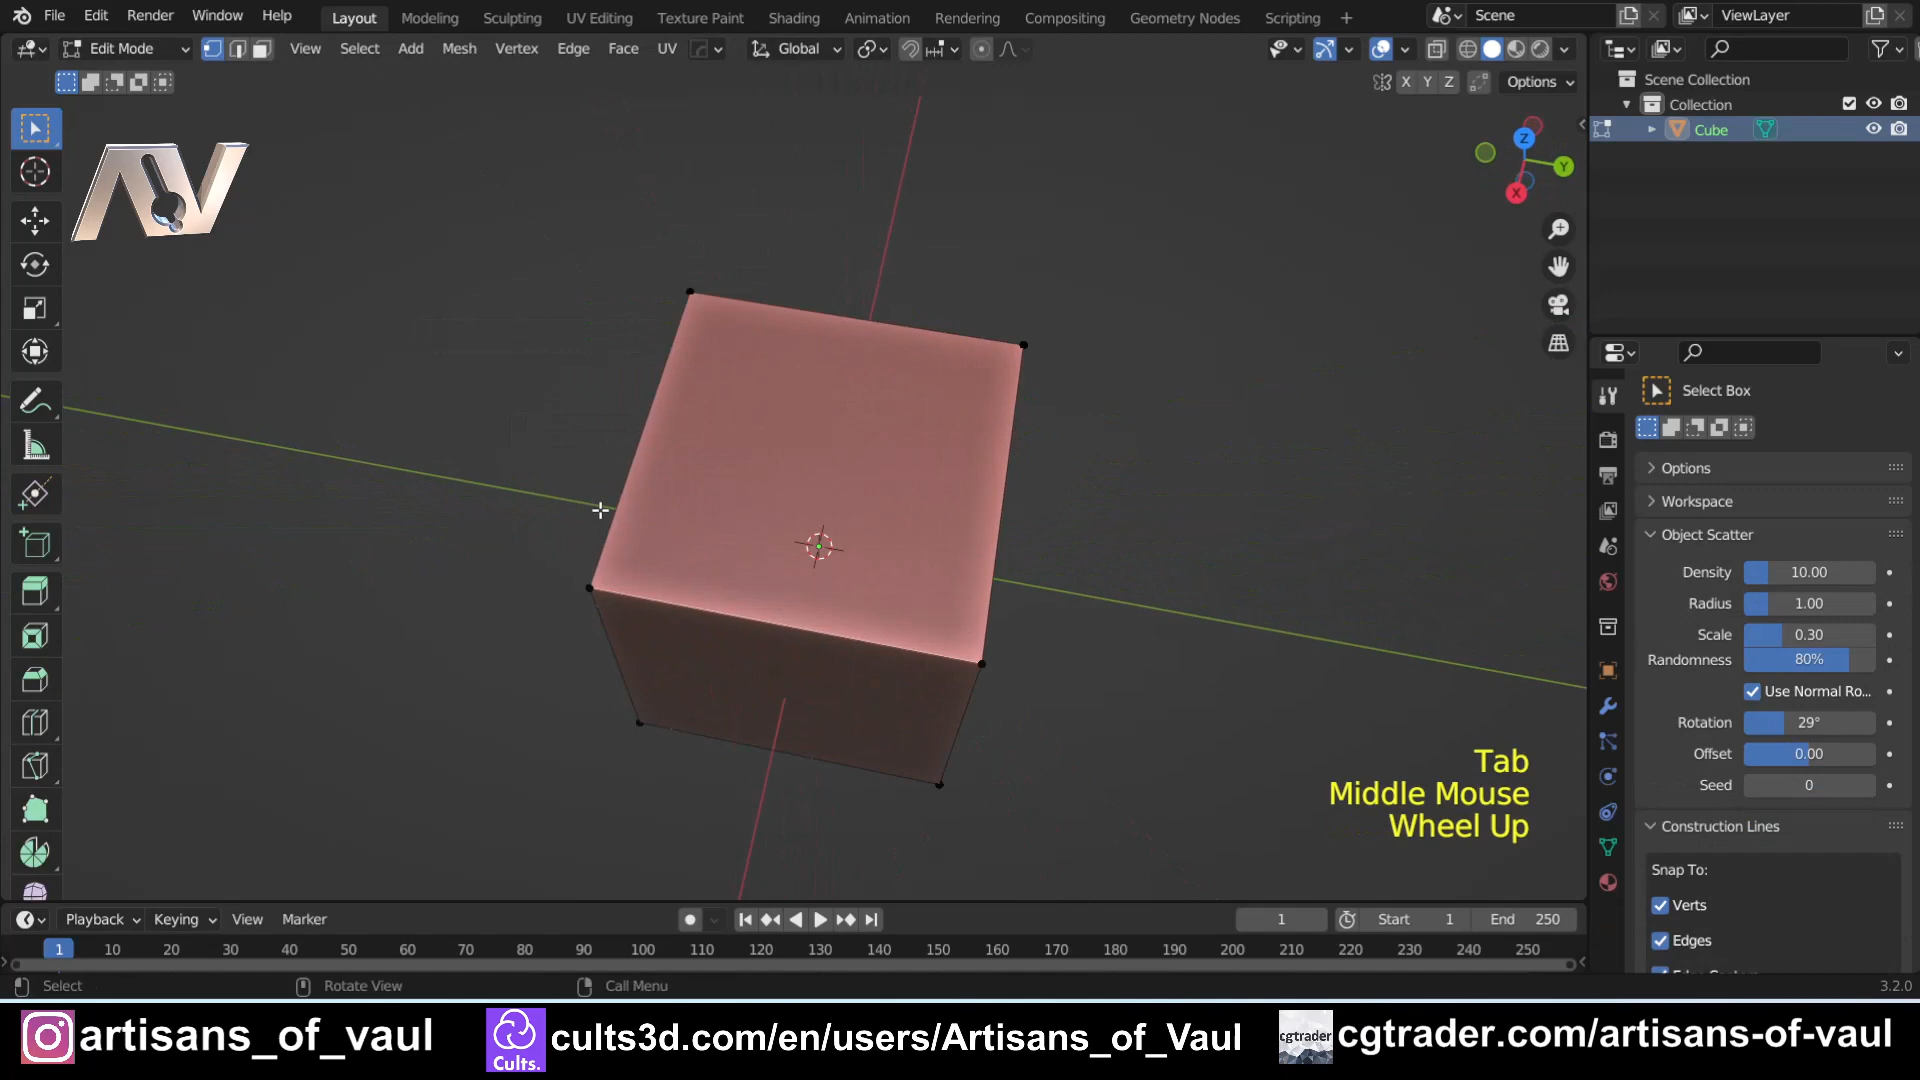 File Edit Render Window Help Layout Modeling Sculpting UV Editing Texture Paint Shading Animation Rendering Compositing Geometry Nodes Scripting + Scene ViewLayer
Edit Mode View Select Add Mesh Vertex Edge Face UV Global
X Y Z Options
Scene Collection
Collection
Cube
Z
Y
X
Select Box
Options
Workspace
Object Scatter
Density 10.00
Radius 1.00
Scale 0.30
Randomness 80%
Use Normal Ro...
Rotation 29°
Offset 0.00
Seed 0
Construction Lines
Snap To:
Verts
Edges
Tab
Middle Mouse
Wheel Up
Playback Keying View Marker 1 Start 1 End 250
1 10 20 30 40 50 60 70 80 90 100 110 120 130 140 150 160 170 180 190 200 210 220 230 240 250
Select Rotate View Call Menu 3.2.0
artisans_of_vaul Cults. cults3d.com/en/users/Artisans_of_Vaul cgtrader cgtrader.com/artisans-of-vaul